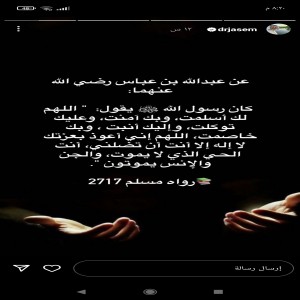 ٨:٢٠ م
drjasem ١٢ س
عن عبدالله بن عباس رضي الله
عنهما:
كان رسول الله ﷺ يقول: " اللهم
لك أسلمت، وبك آمنت، وعليك
توكلت، وإليك أنبت ، وبك
خاصمت، اللهم إني أعوذ بعزتك
لا إله إلا أنت أن تضلني، أنت
الحي الذي لا يموت، والجن
والإنس يموتون ".
رواه مسلم 2717
إرسال رسالة